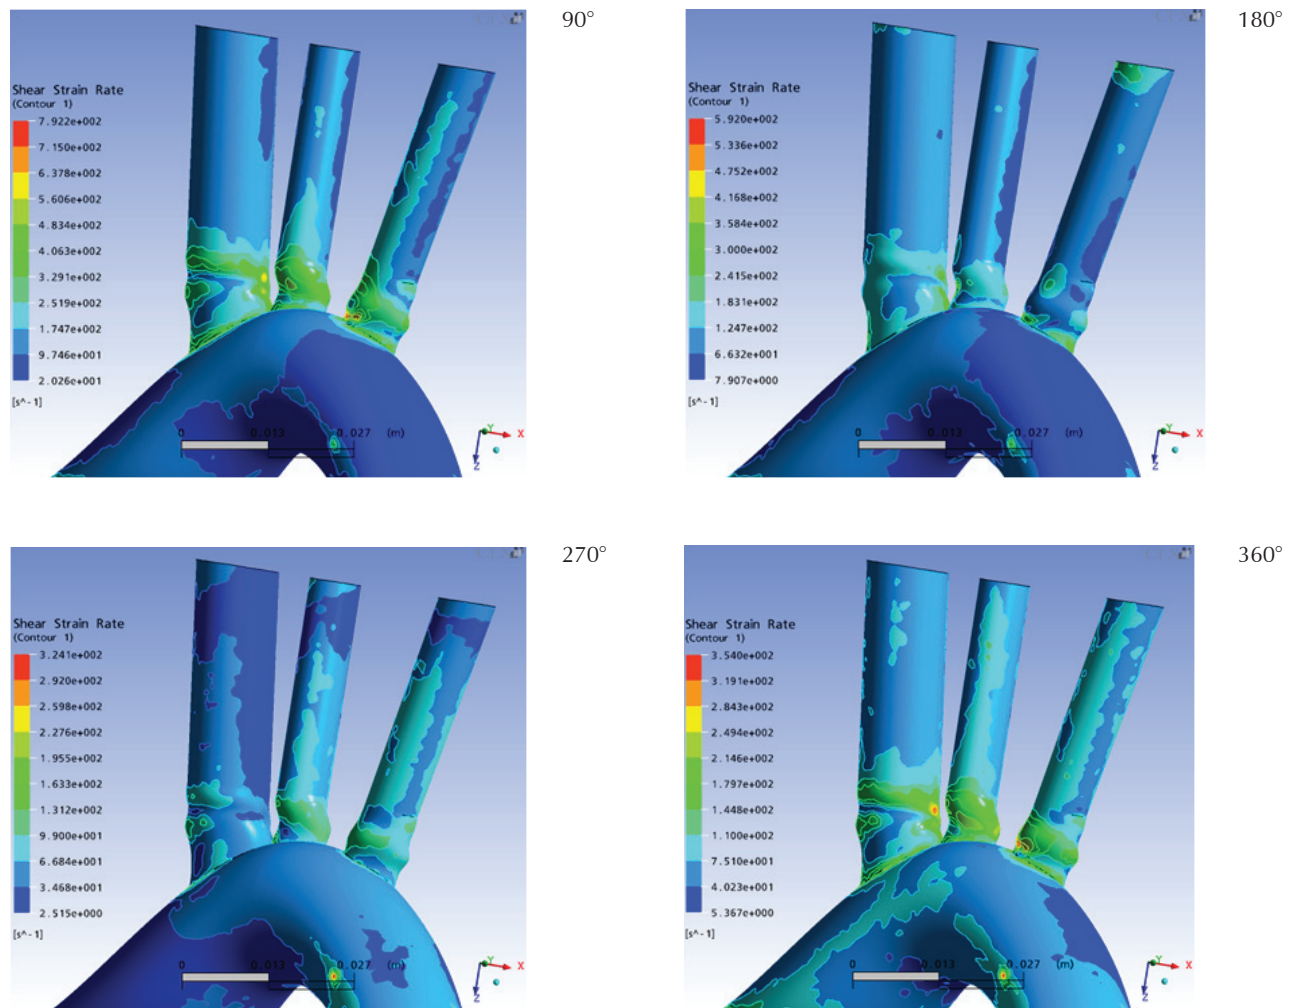 90°
Shear Strain Rate
(Contour 1)
7.922e+002
7.150e+002
6.378e+002
5.606e+002
4.834e+002
4.063e+002
3.291e+002
2.519e+002
1.747e+002
9.746e+001
2.026e+001
[s^-1]
0 0.013 0.027 (m)
Y
X
Z
180°
Shear Strain Rate
(Contour 1)
5.920e+002
5.336e+002
4.752e+002
4.168e+002
3.584e+002
3.000e+002
2.415e+002
1.831e+002
1.247e+002
6.632e+001
7.907e+000
[s^-1]
0 0.013 0.027 (m)
Y
X
Z
270°
Shear Strain Rate
(Contour 1)
3.241e+002
2.920e+002
2.598e+002
2.276e+002
1.955e+002
1.633e+002
1.312e+002
9.900e+001
6.684e+001
3.468e+001
2.515e+000
[s^-1]
0 0.013 0.027 (m)
Y
X
Z
360°
Shear Strain Rate
(Contour 1)
3.540e+002
3.191e+002
2.843e+002
2.494e+002
2.146e+002
1.797e+002
1.448e+002
1.100e+002
7.510e+001
4.023e+001
5.367e+000
[s^-1]
0 0.013 0.027 (m)
Y
X
Z